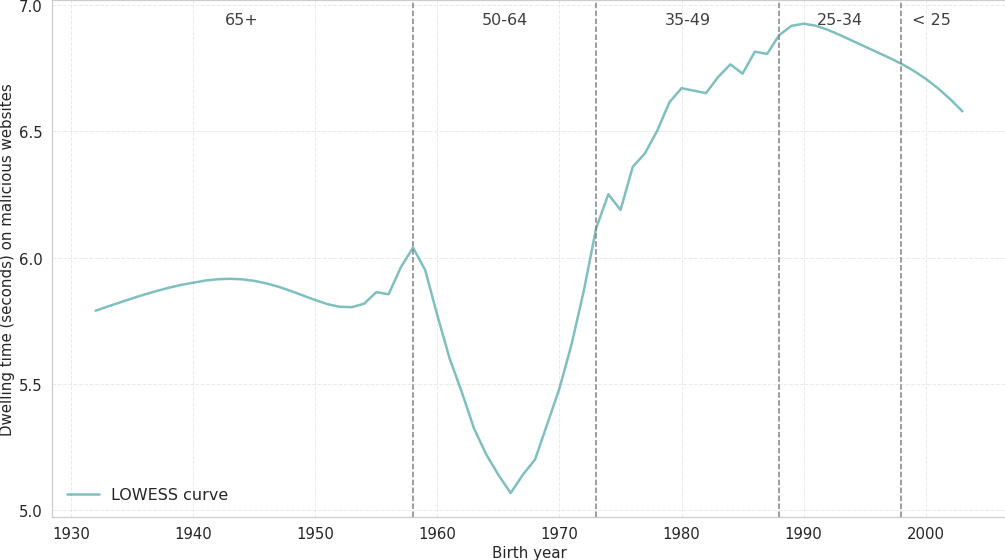 65+ 50-64 35-49 25-34 < 25
7.0
6.5
6.0
5.5
5.0
Dwelling time (seconds) on malicious websites
LOWESS curve
1930 1940 1950 1960 1970 1980 1990 2000
Birth year